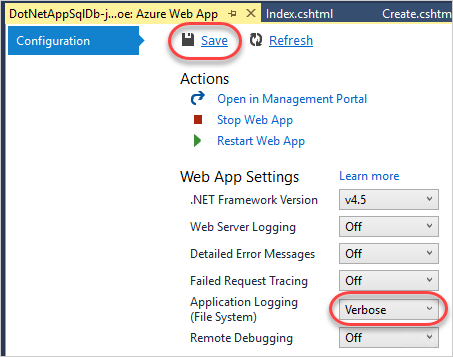 DotNetAppSqlDb-j...oe: Azure Web App Index.cshtml Create.cshtm
Configuration Save Refresh
Actions
Open in Management Portal
Stop Web App
Restart Web App
Web App Settings Learn more
.NET Framework Version v4.5
Web Server Logging Off
Detailed Error Messages Off
Failed Request Tracing Off
Application Logging
(File System) Verbose
Remote Debugging Off